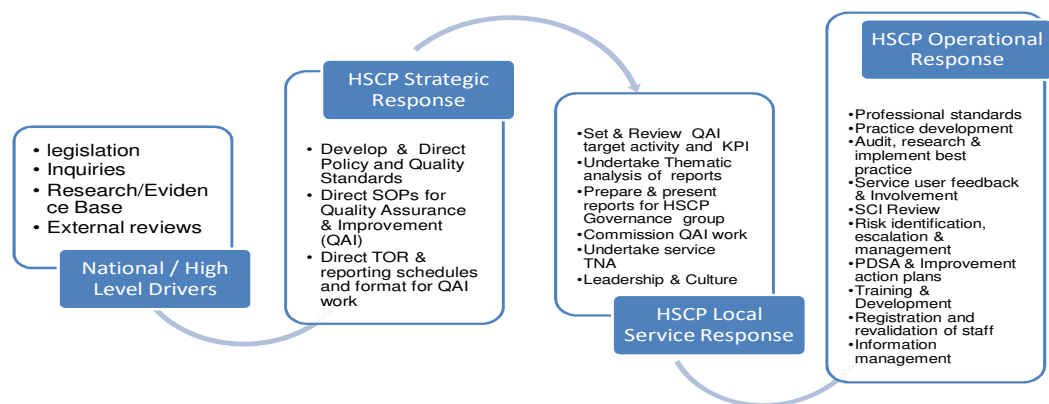 • legislation
• Inquiries
• Research/Eviden
ce Base
• External reviews
National / High
Level Drivers
HSCP Strategic
Response
• Develop & Direct
Policy and Quality
Standards
• Direct SOPs for
Quality Assurance
& Improvement
(QAI)
• Direct TOR &
reporting schedules
and format for QAI
work
•Set & Review QAI
target activity and KPI
•Undertake Thematic
analysis of reports
•Prepare & present
reports for HSCP
Governance group
•Commission QAI work
•Undertake service
TNA
•Leadership & Culture
HSCP Local
Service Response
HSCP Operational
Response
•Professional standards
•Practice development
•Audit, research &
implement best
practice
•Service user feedback
& Involvement
•SCI Review
•Risk identification,
escalation &
management
•PDSA & Improvement
action plans
•Training &
Development
•Registration and
revalidation of staff
•Information
management